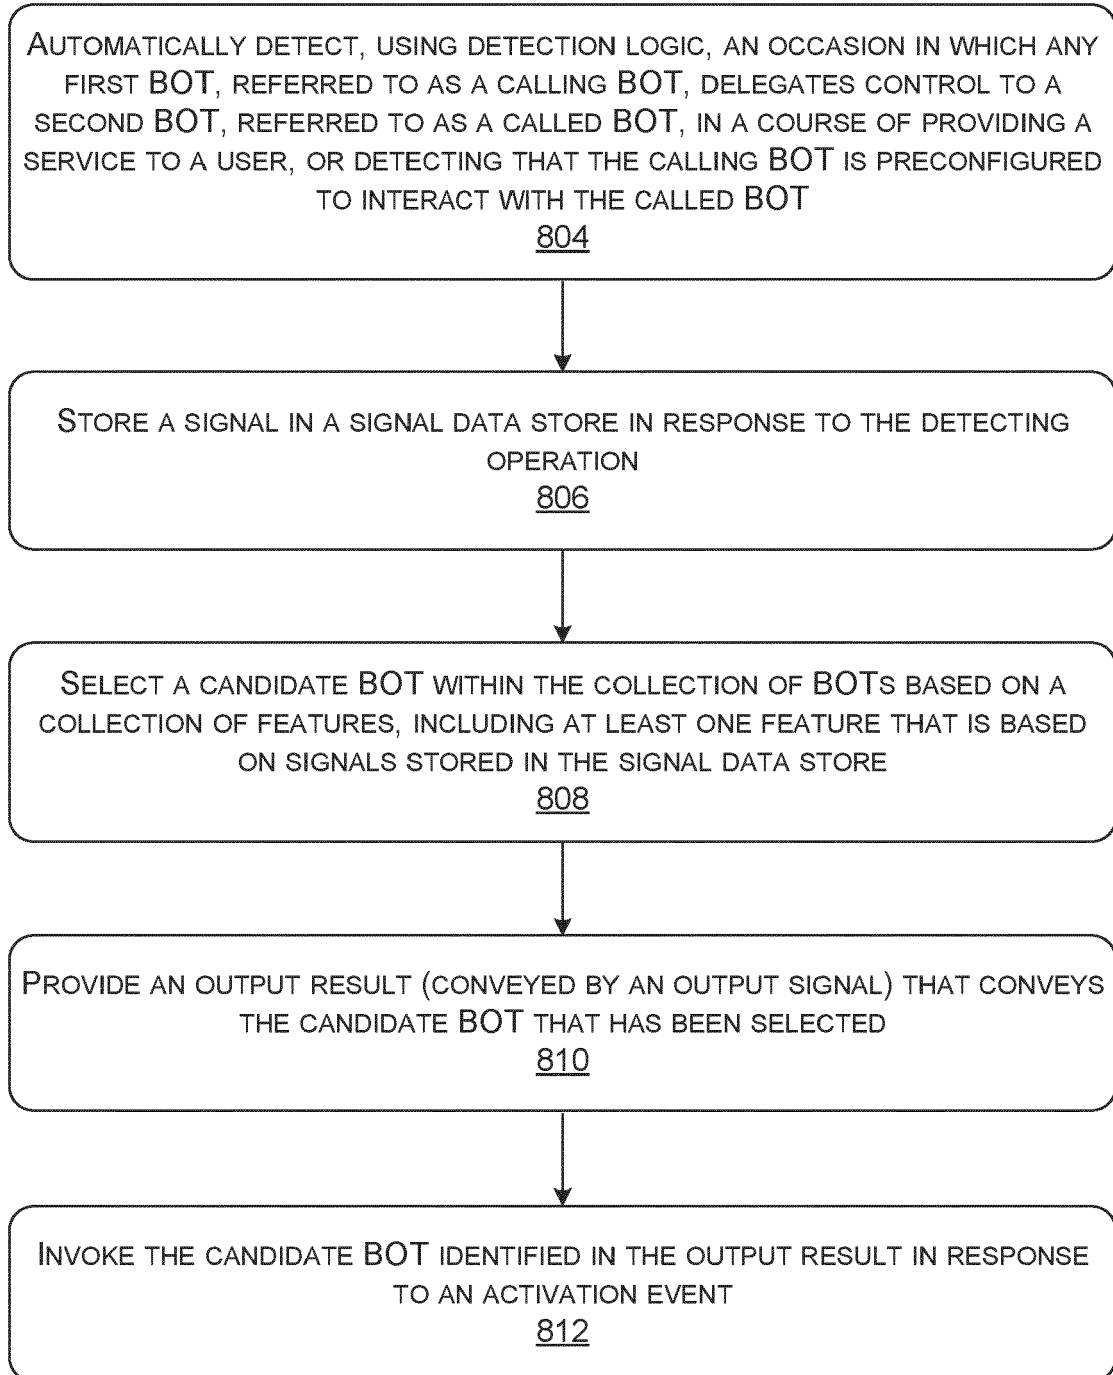 AUTOMATICALLY DETECT, USING DETECTION LOGIC, AN OCCASION IN WHICH ANY
FIRST BOT, REFERRED TO AS A CALLING BOT, DELEGATES CONTROL TO A
SECOND BOT, REFERRED TO AS A CALLED BOT, IN A COURSE OF PROVIDING A
SERVICE TO A USER, OR DETECTING THAT THE CALLING BOT IS PRECONFIGURED
TO INTERACT WITH THE CALLED BOT
804
STORE A SIGNAL IN A SIGNAL DATA STORE IN RESPONSE TO THE DETECTING
OPERATION
806
SELECT A CANDIDATE BOT WITHIN THE COLLECTION OF BOTS BASED ON A
COLLECTION OF FEATURES, INCLUDING AT LEAST ONE FEATURE THAT IS BASED
ON SIGNALS STORED IN THE SIGNAL DATA STORE
808
PROVIDE AN OUTPUT RESULT (CONVEYED BY AN OUTPUT SIGNAL) THAT CONVEYS
THE CANDIDATE BOT THAT HAS BEEN SELECTED
810
INVOKE THE CANDIDATE BOT IDENTIFIED IN THE OUTPUT RESULT IN RESPONSE
TO AN ACTIVATION EVENT
812